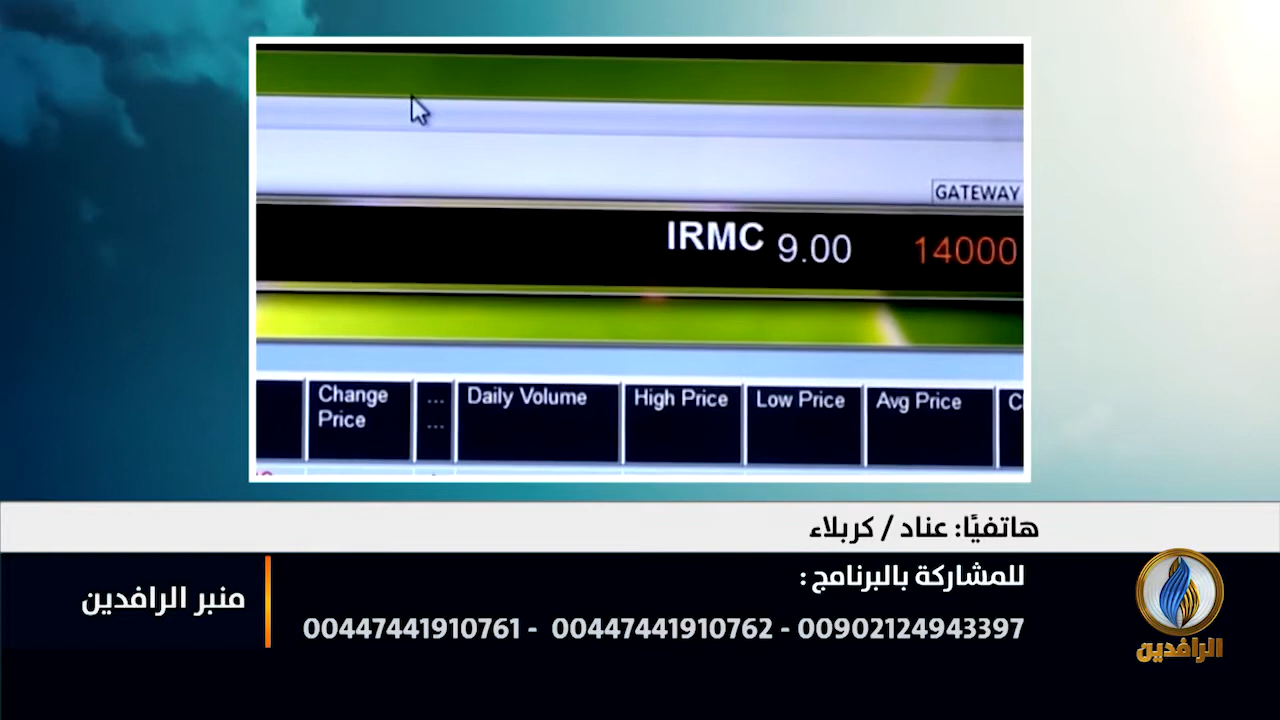 GATEWAY
IRMC 9.00 14000
Change Price
... ...
Daily Volume
High Price
Low Price
Avg Price
هاتفيًا: عناد / كربلاء
للمشاركة بالبرنامج :
00447441910761 - 00447441910762 - 00902124943397
منبر الرافدين
الرافدين